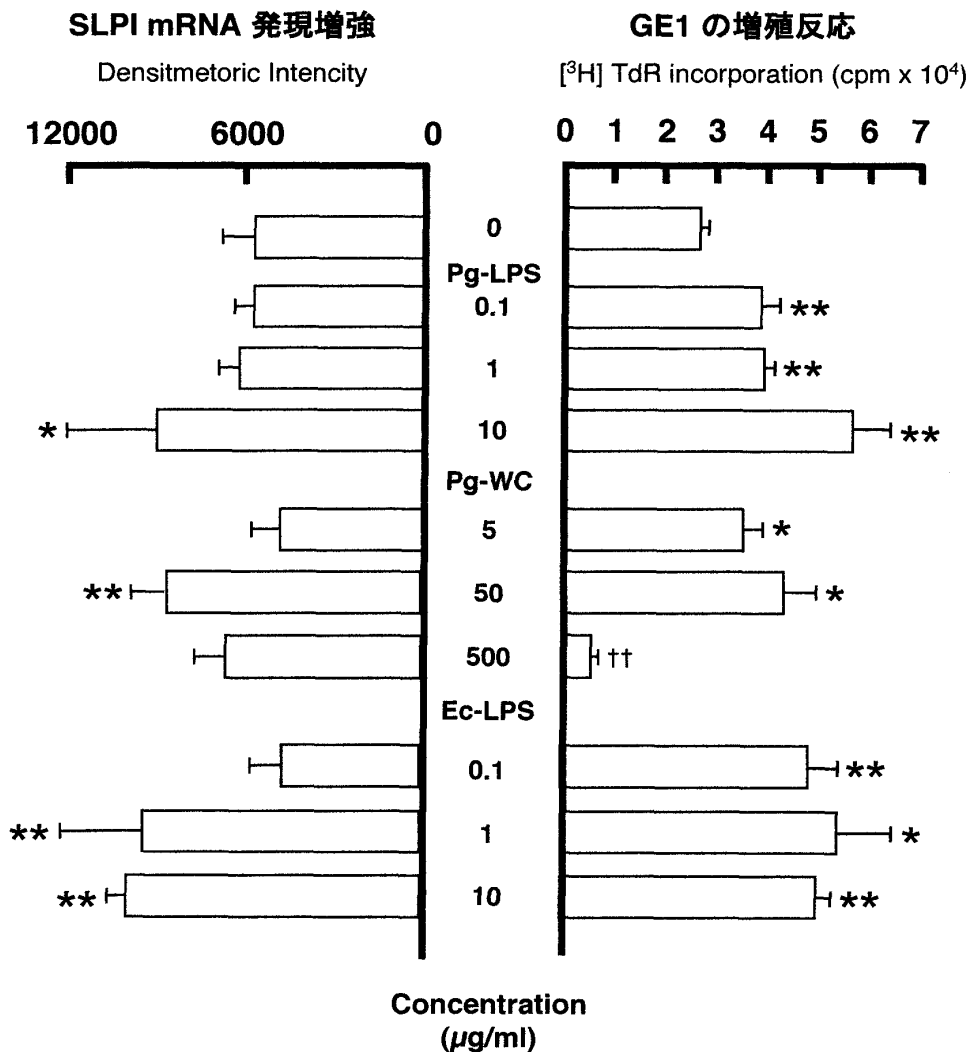 SLPI mRNA 発現増強
GE1 の増殖反応
Densitmetoric Intencity
[³H] TdR incorporation (cpm x 10⁴)
12000 6000 0
0 1 2 3 4 5 6 7
0
Pg-LPS
0.1 **
1 **
* 10 **
Pg-WC
5 *
** 50 *
500 ††
Ec-LPS
0.1 **
** 1 *
** 10 **
Concentration
(µg/ml)